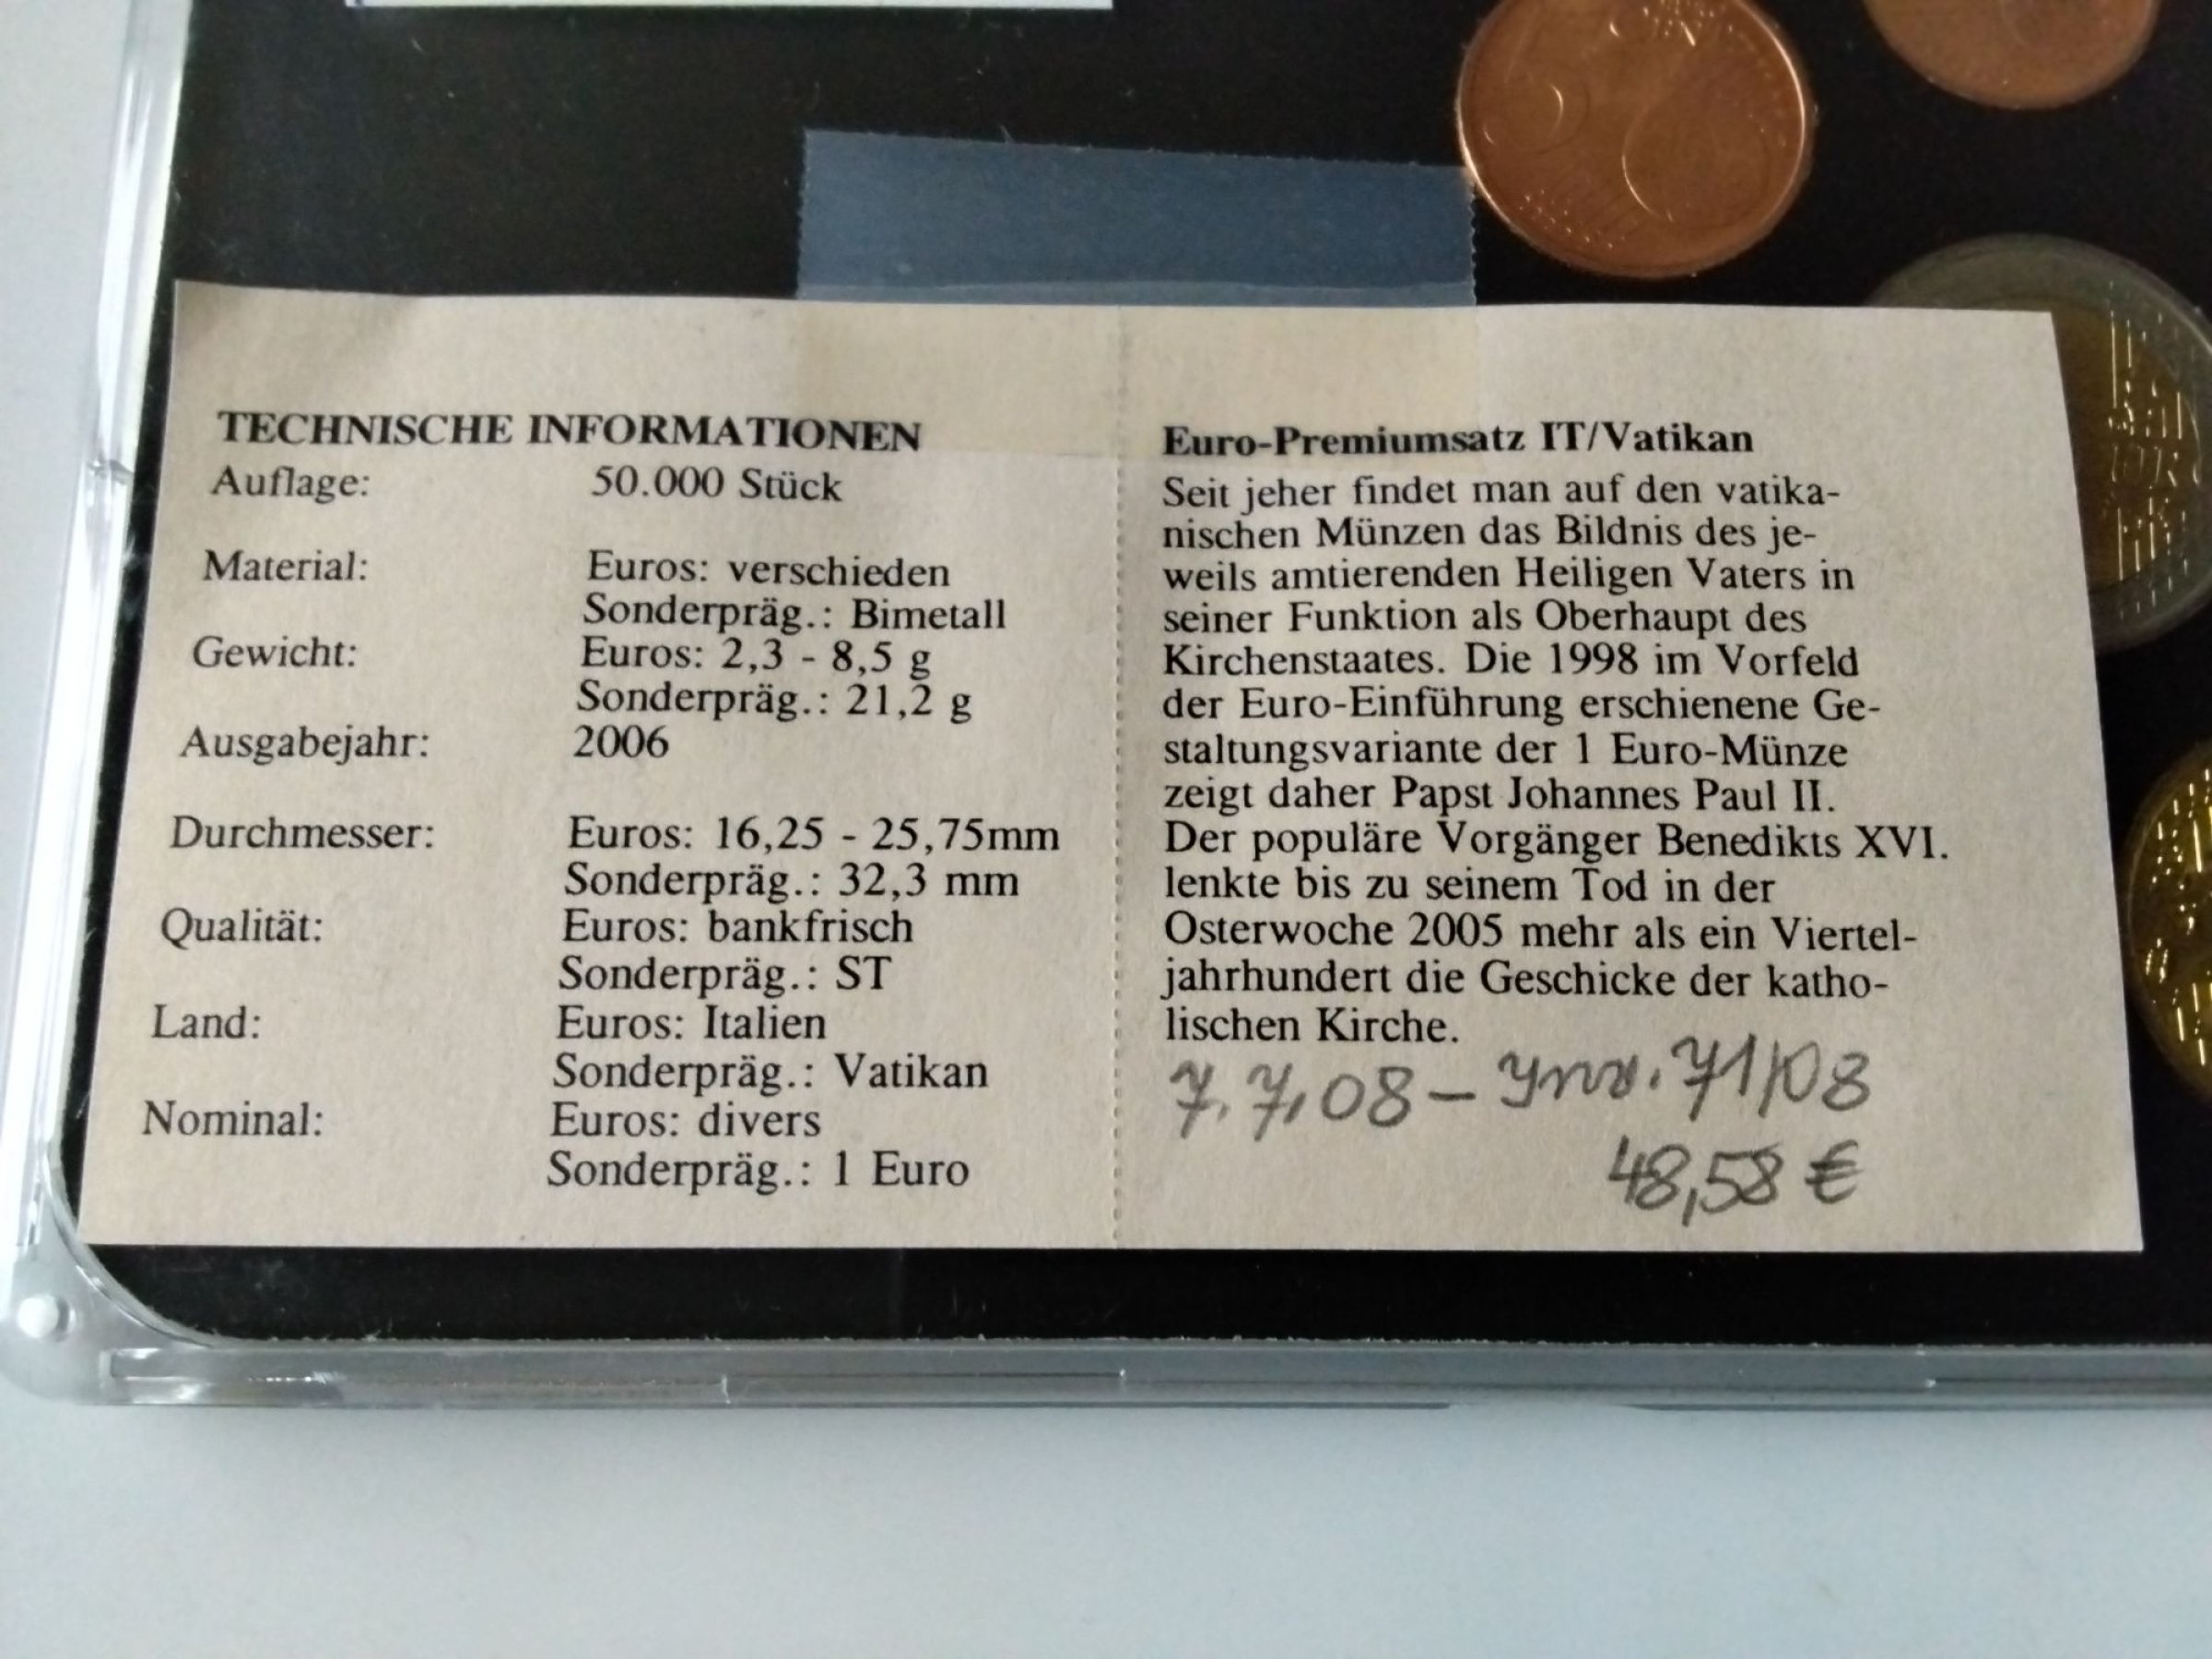 TECHNISCHE INFORMATIONEN
Auflage: 50.000 Stück
Material: Euros: verschieden
Sonderpräg.: Bimetall
Gewicht: Euros: 2,3 - 8,5 g
Sonderpräg.: 21,2 g
Ausgabejahr: 2006
Durchmesser: Euros: 16,25 - 25,75mm
Sonderpräg.: 32,3 mm
Qualität: Euros: bankfrisch
Sonderpräg.: ST
Land: Euros: Italien
Sonderpräg.: Vatikan
Nominal: Euros: divers
Sonderpräg.: 1 Euro
Euro-Premiumsatz IT/Vatikan
Seit jeher findet man auf den vatika-
nischen Münzen das Bildnis des je-
weils amtierenden Heiligen Vaters in
seiner Funktion als Oberhaupt des
Kirchenstaates. Die 1998 im Vorfeld
der Euro-Einführung erschienene Ge-
staltungsvariante der 1 Euro-Münze
zeigt daher Papst Johannes Paul II.
Der populäre Vorgänger Benedikts XVI.
lenkte bis zu seinem Tod in der
Osterwoche 2005 mehr als ein Viertel-
jahrhundert die Geschicke der katho-
lischen Kirche.
7.7.08 – Inv. 71/08
48,58 €